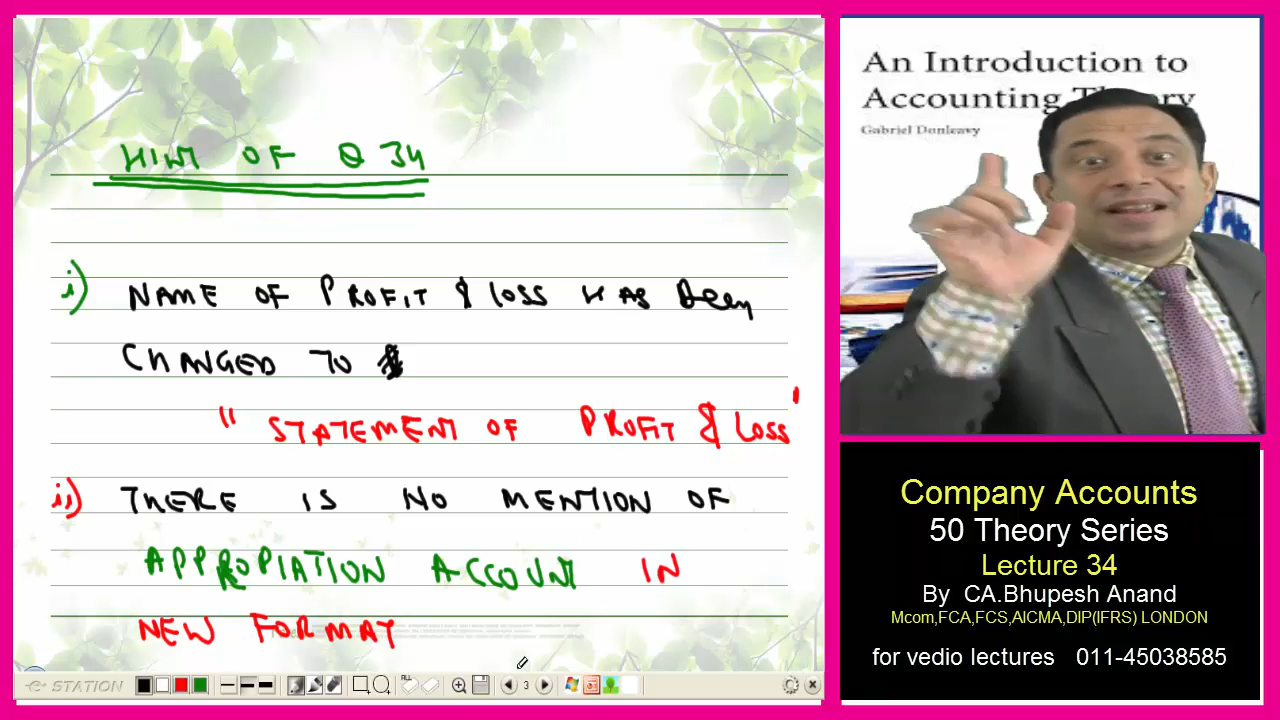 HINT OF Q 34
i) NAME OF PROFIT & LOSS HAS Been
CHANGED TO
" STATEMENT OF PROFIT & LOSS "
ii) THERE IS NO MENTION OF
APPROPIATION ACCOUNT IN
NEW FORMAT
e-STATION
3
An Introduction to
Accounting Theory
Gabriel Donleavy
Company Accounts
50 Theory Series
Lecture 34
By CA.Bhupesh Anand
Mcom,FCA,FCS,AICMA,DIP(IFRS) LONDON
for vedio lectures 011-45038585